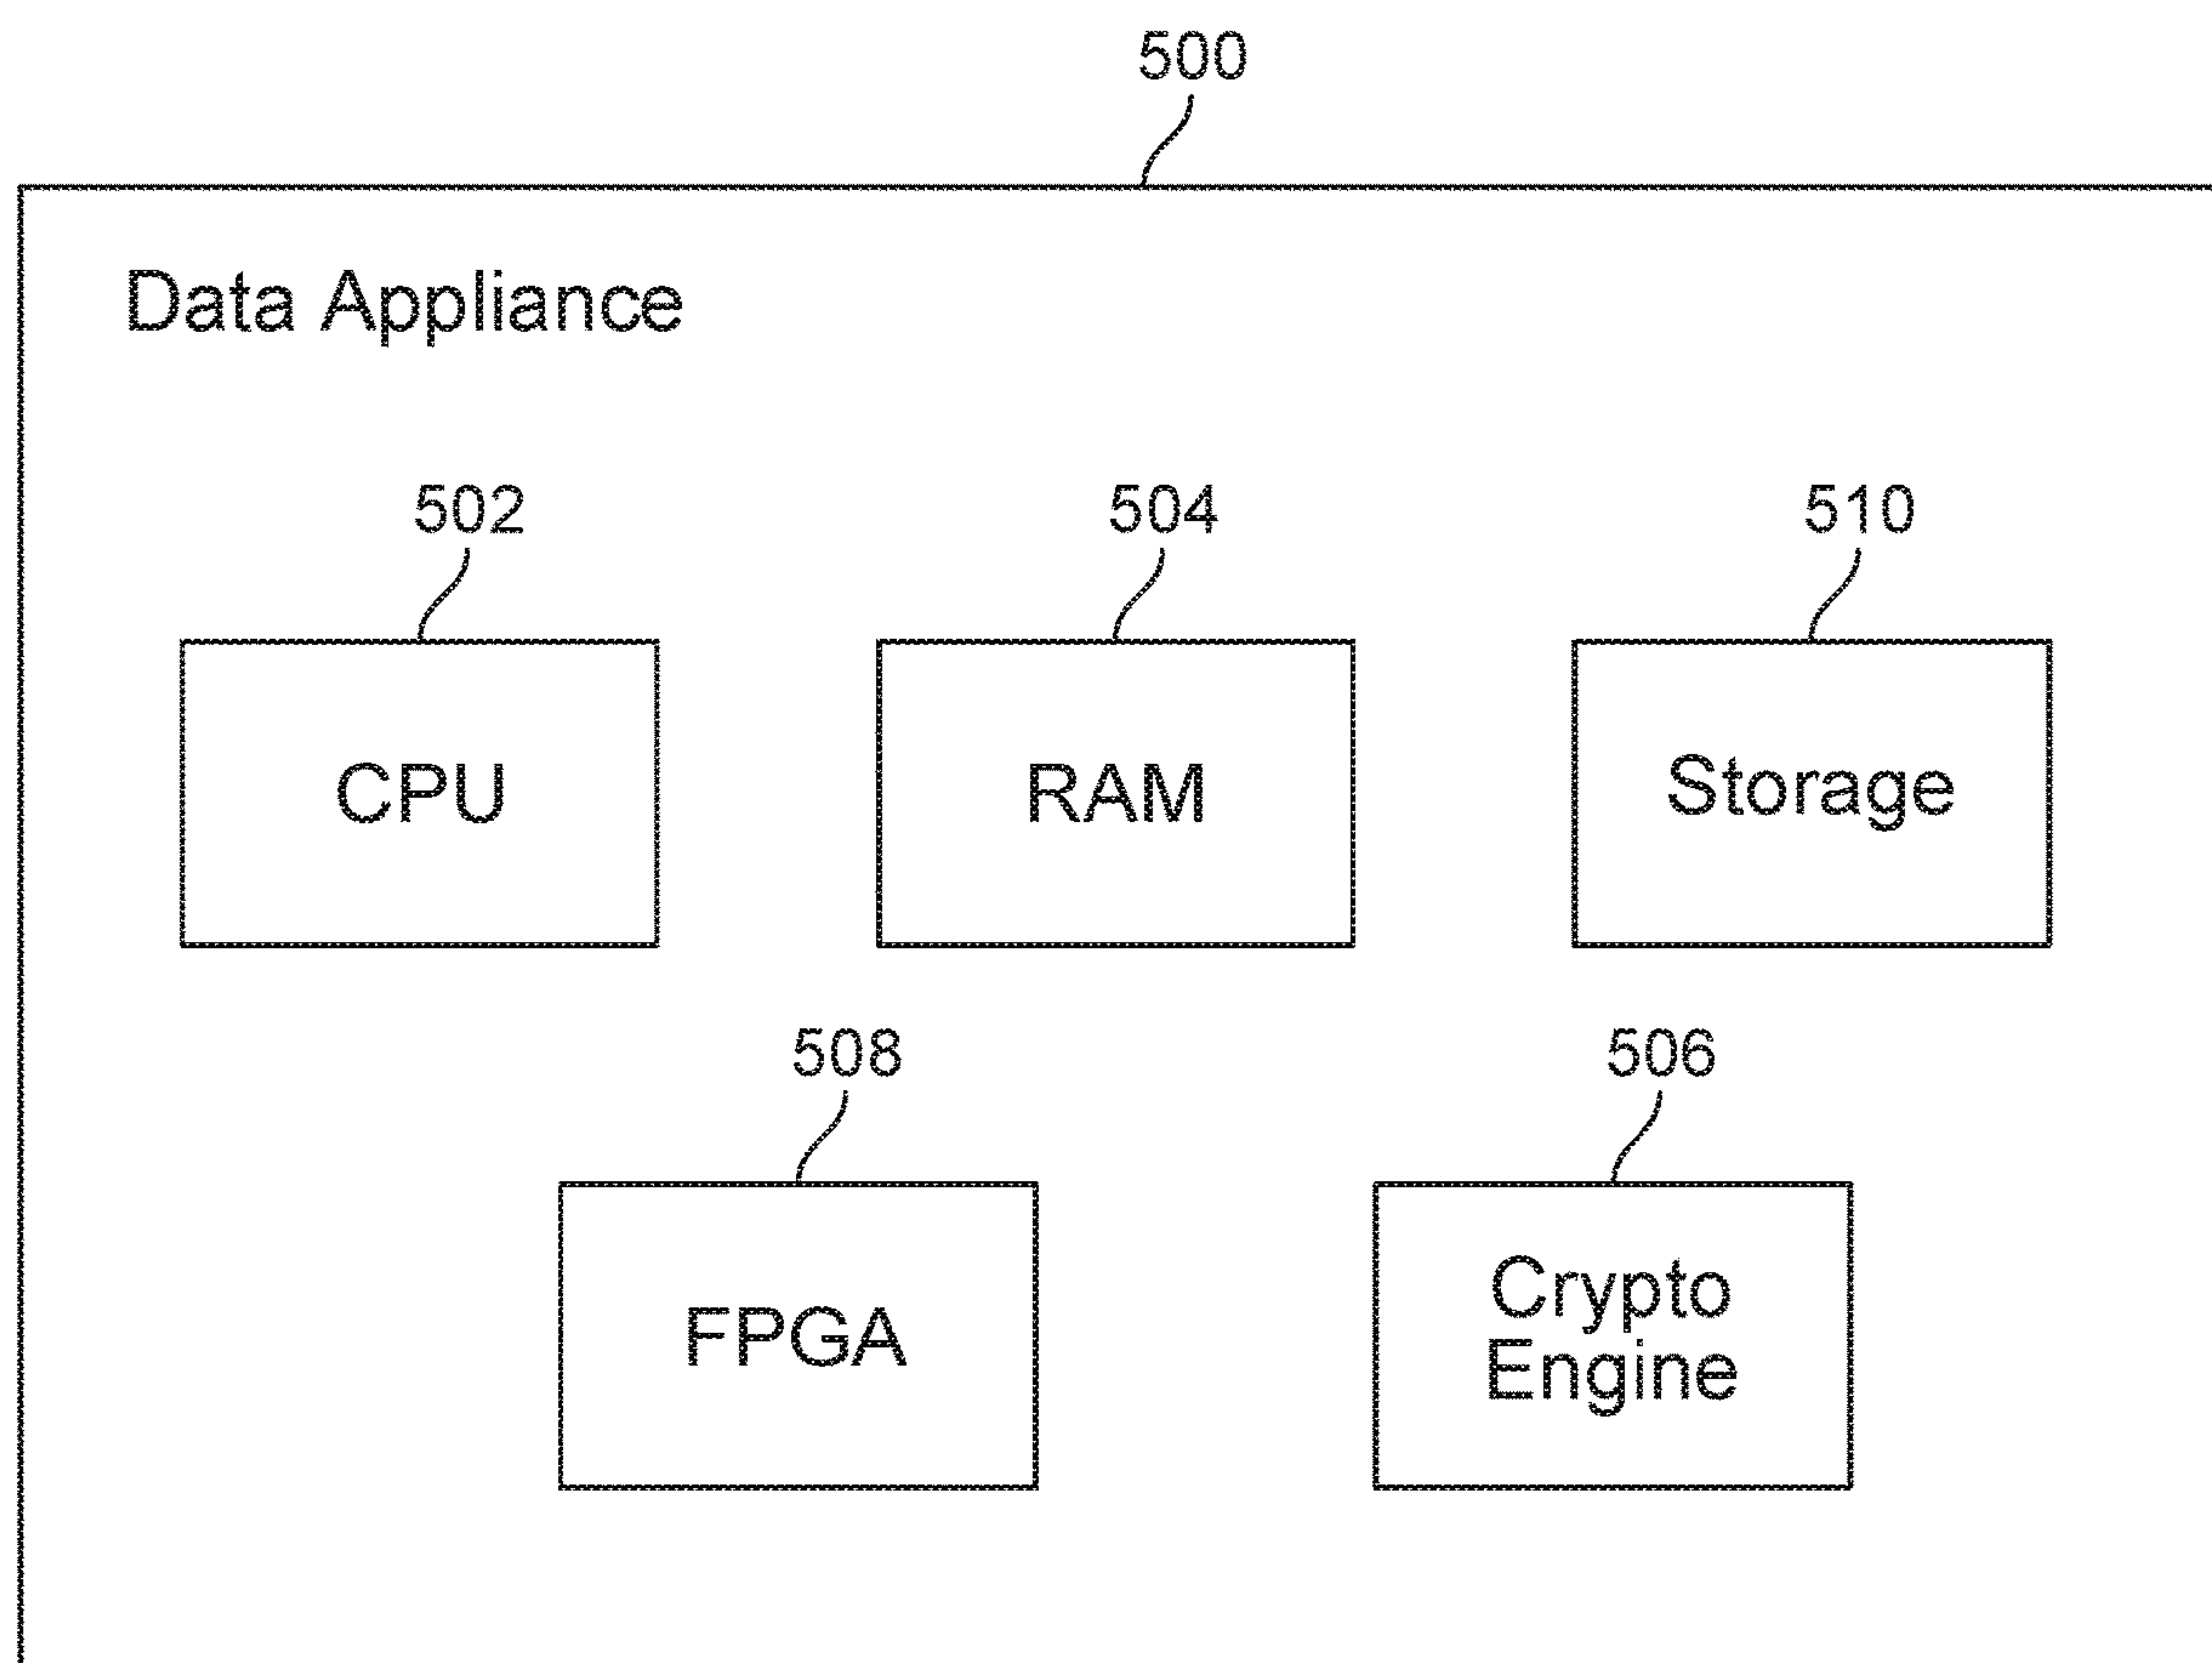 500
Data Appliance
502
504
510
CPU
RAM
Storage
508
506
FPGA
Crypto
Engine